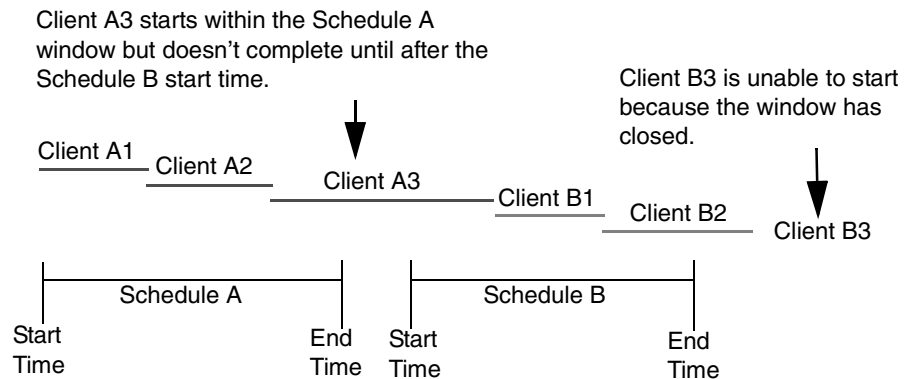 Client A3 starts within the Schedule A
window but doesn't complete until after the
Schedule B start time.
Client B3 is unable to start
because the window has
closed.
Client A1
Client A2
Client A3
Client B1
Client B2
Client B3
Schedule A
Schedule B
Start
Time
End
Time
Start
Time
End
Time